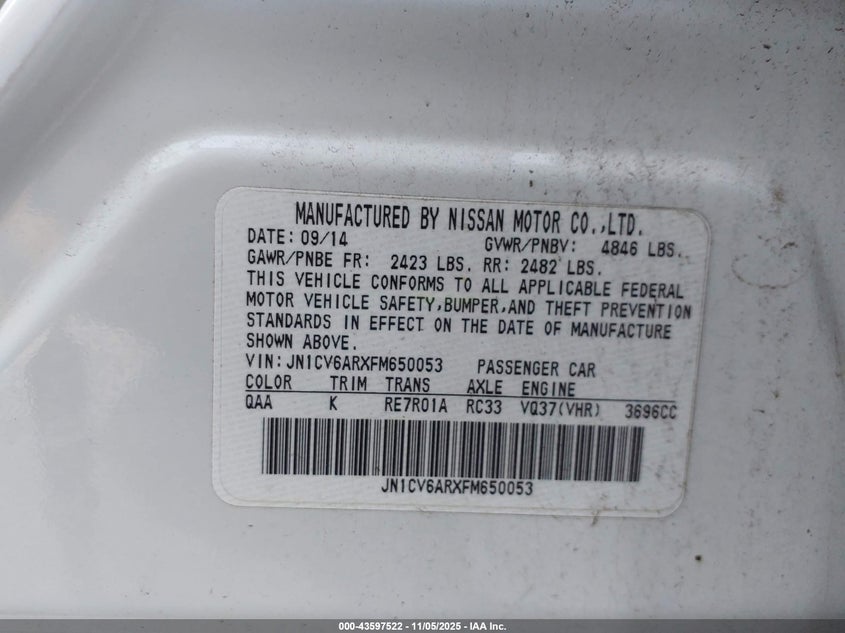 MANUFACTURED BY NISSAN MOTOR CO.,LTD.
DATE: 09/14 GVWR/PNBV: 4846 LBS.
GAWR/PNBE FR: 2423 LBS. RR: 2482 LBS.
THIS VEHICLE CONFORMS TO ALL APPLICABLE FEDERAL
MOTOR VEHICLE SAFETY,BUMPER,AND THEFT PREVENTION
STANDARDS IN EFFECT ON THE DATE OF MANUFACTURE
SHOWN ABOVE.
VIN: JN1CV6ARXFM650053 PASSENGER CAR
COLOR TRIM TRANS AXLE ENGINE
QAA K RE7R01A RC33 VQ37(VHR) 3696CC
JN1CV6ARXFM650053
000-43597522 - 11/05/2025 - IAA Inc.